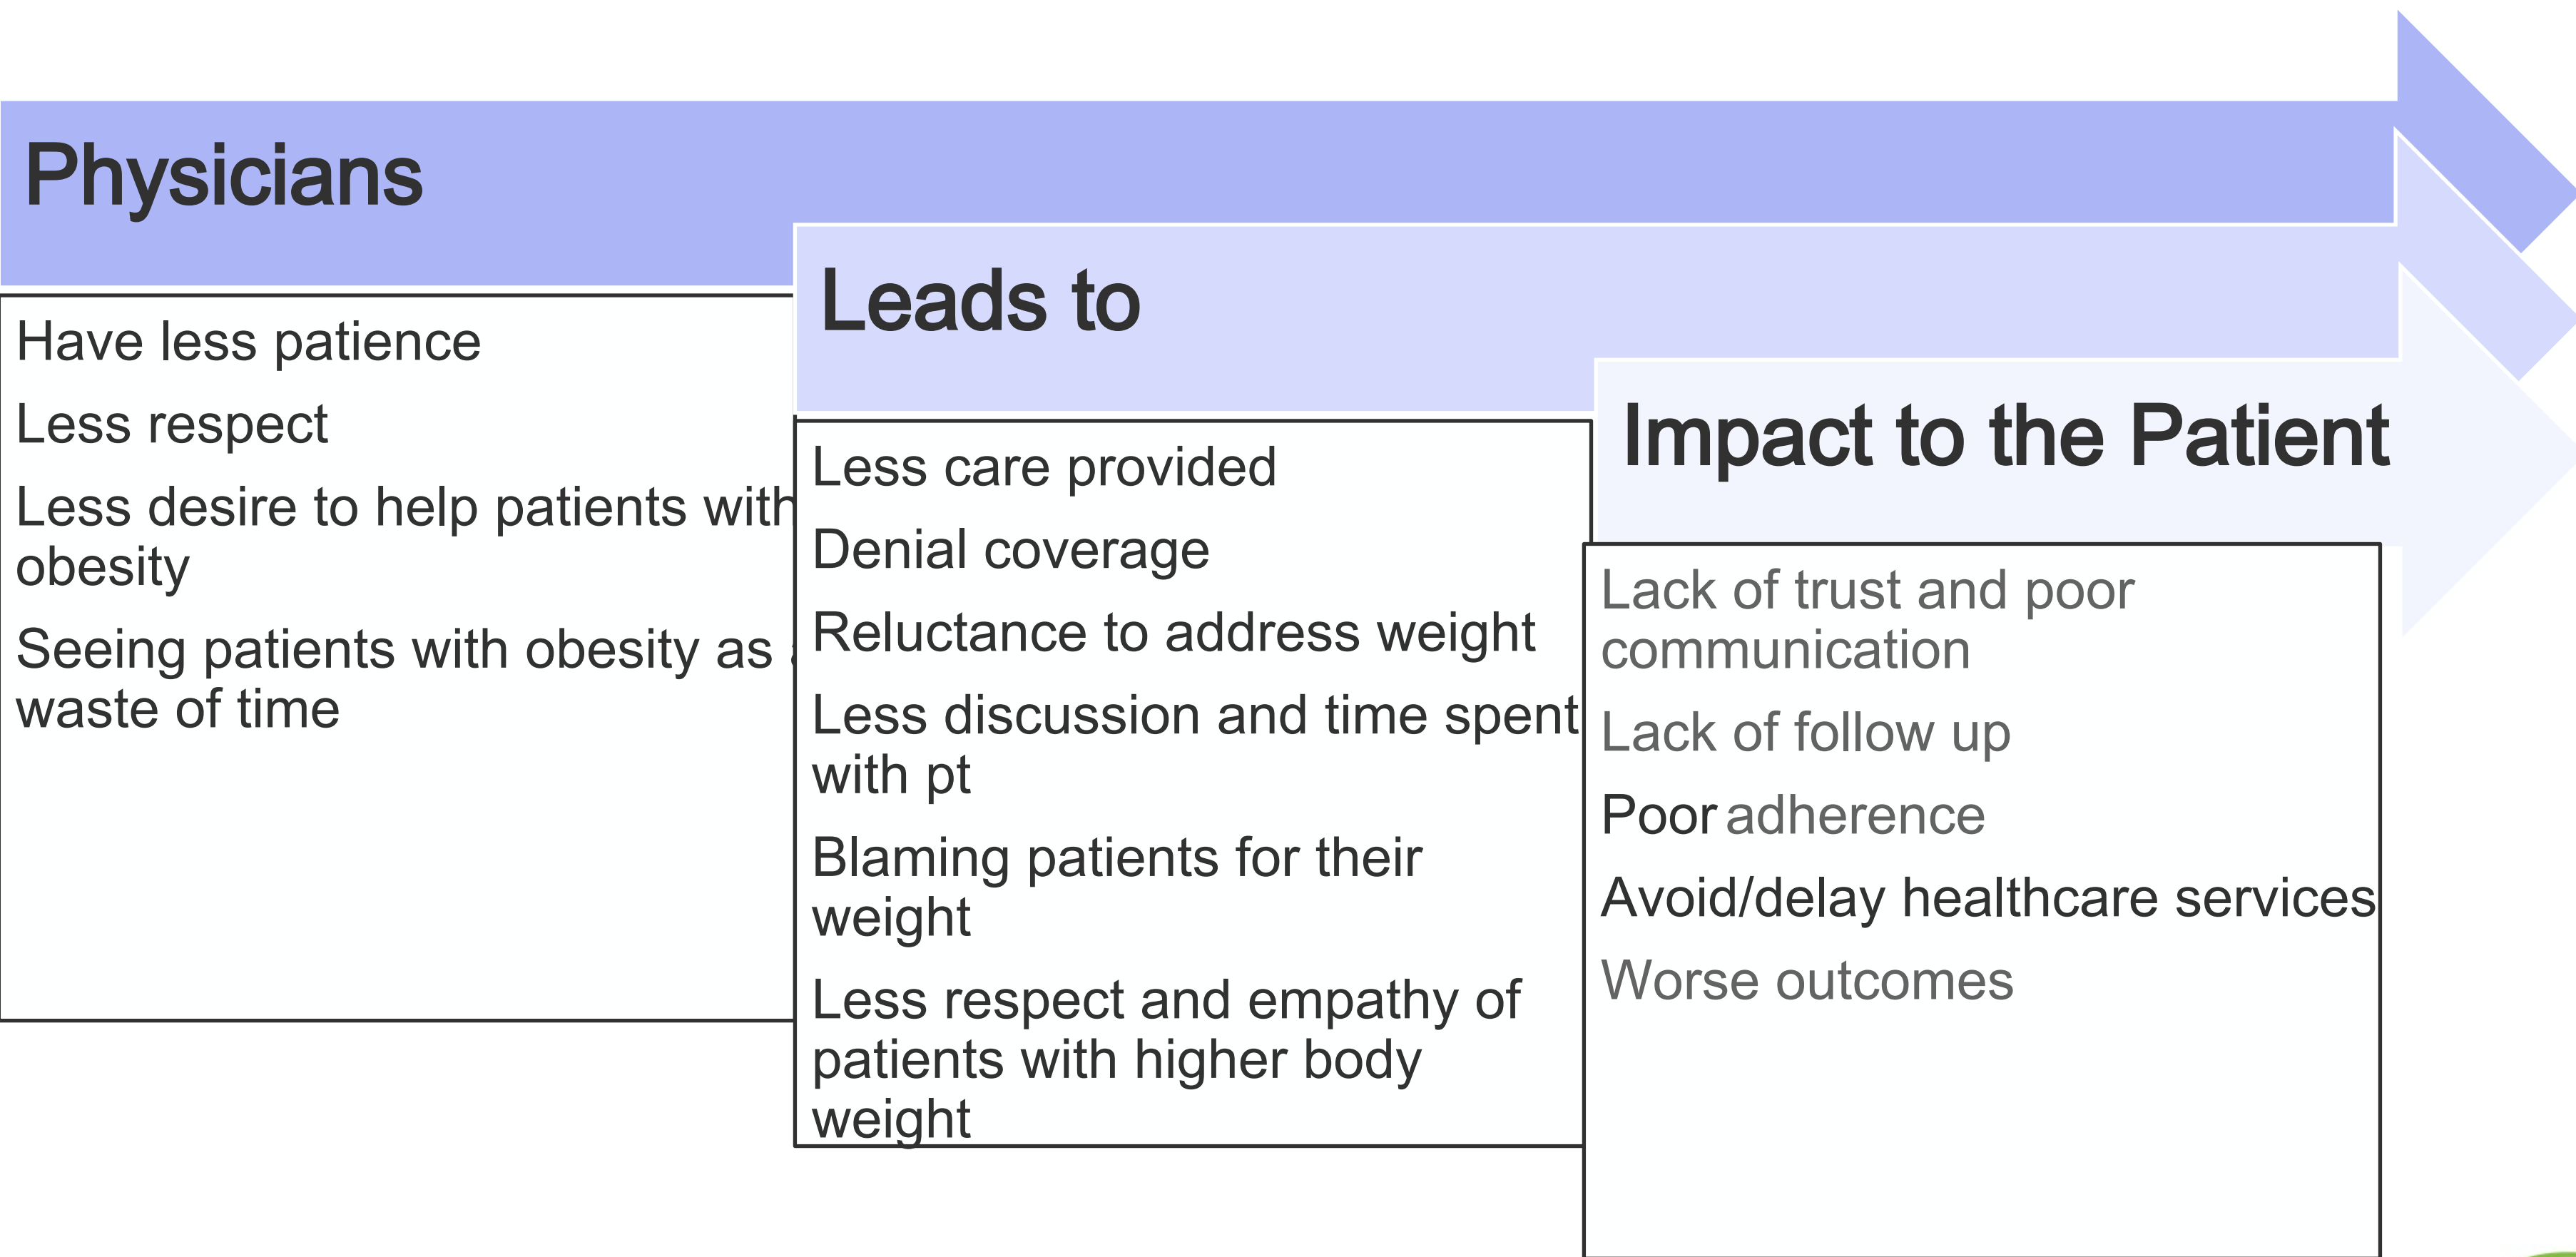 Physicians
Have less patience
Less respect
Less desire to help patients with
obesity
Seeing patients with obesity as
waste of time
Leads to
Less care provided
Denial coverage
Reluctance to address weight
Less discussion and time spent
with pt
Blaming patients for their
weight
Less respect and empathy of
patients with higher body
weight
Impact to the Patient
Lack of trust and poor
communication
Lack of follow up
Poor adherence
Avoid/delay healthcare services
Worse outcomes